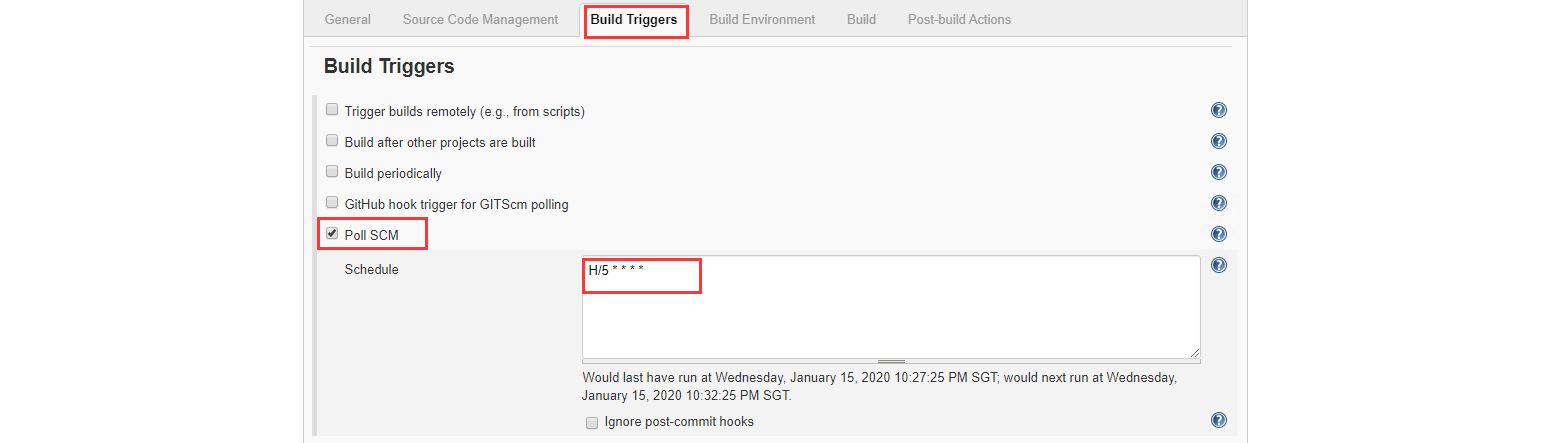 General Source Code Management Build Triggers Build Environment Build Post-build Actions
Build Triggers
Trigger builds remotely (e.g., from scripts)
Build after other projects are built
Build periodically
GitHub hook trigger for GITScm polling
Poll SCM
Schedule H/5 * * * *
Would last have run at Wednesday, January 15, 2020 10:27:25 PM SGT; would next run at Wednesday,
January 15, 2020 10:32:25 PM SGT.
Ignore post-commit hooks